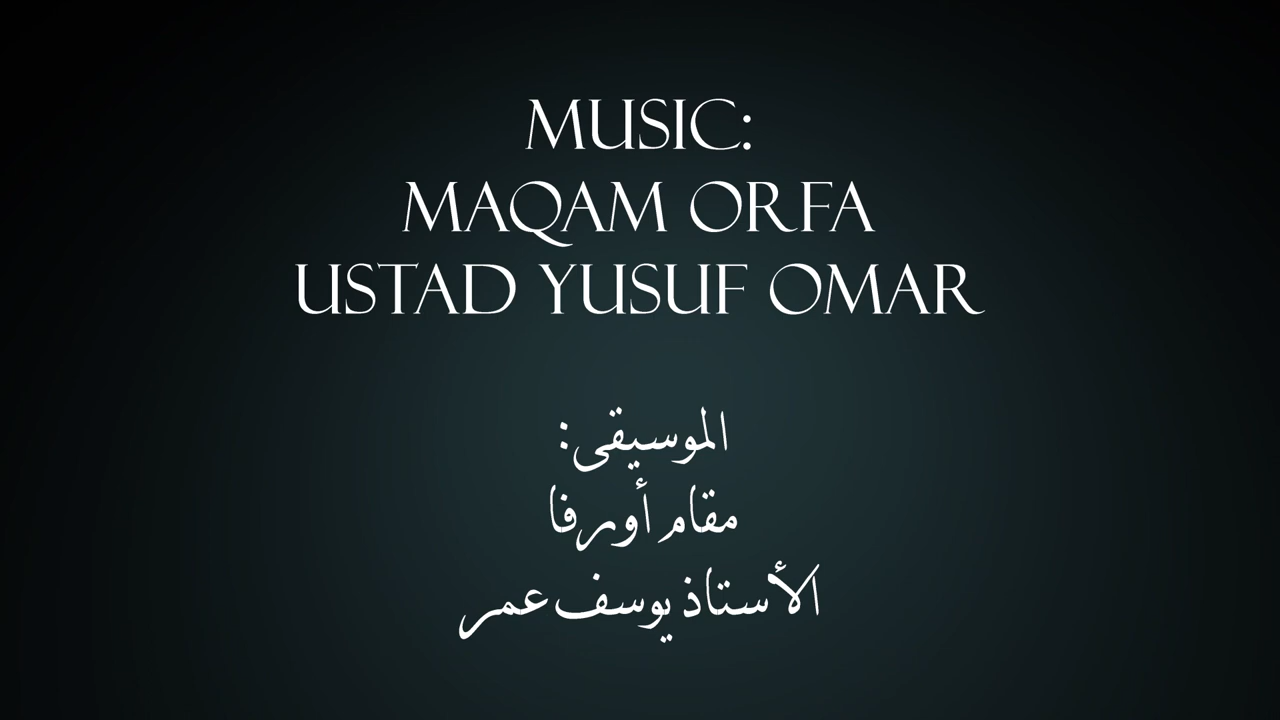 MUSIC:
MAQAM ORFA
USTAD YUSUF OMAR
الموسيقى:
مقام أورفا
الأستاذ يوسف عمر